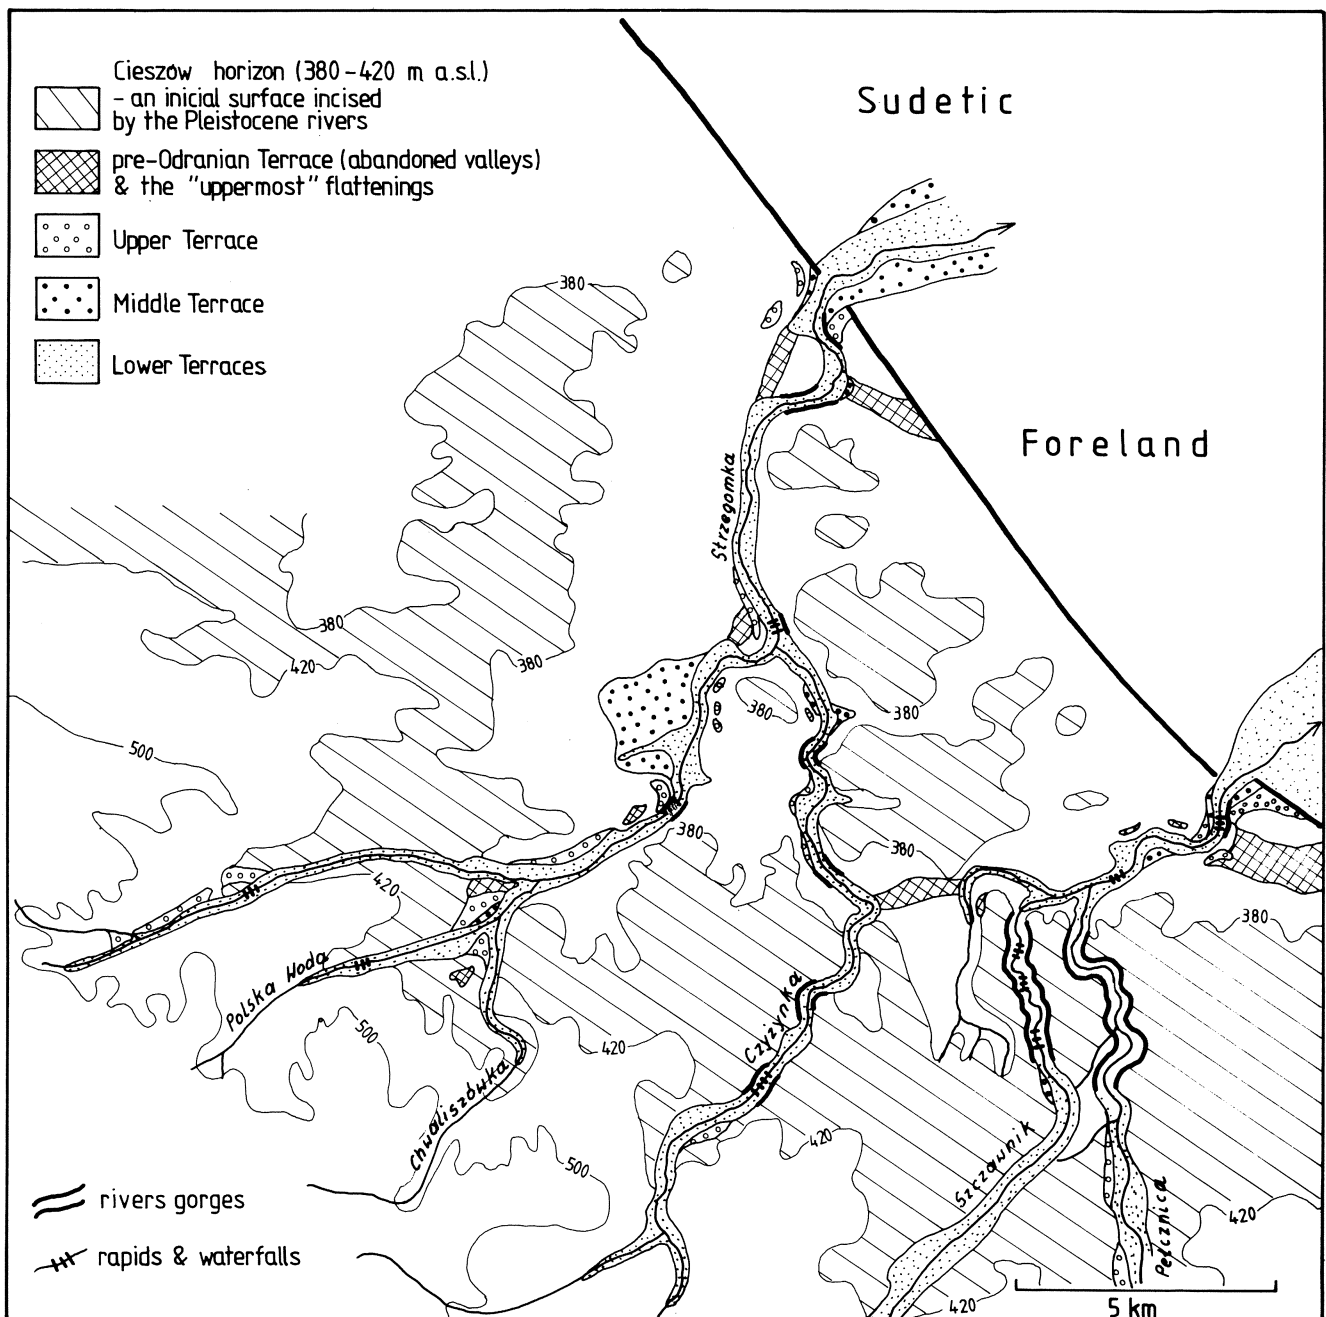 Cieszów horizon (380-420 m a.s.l.)
- an inicial surface incised
by the Pleistocene rivers
pre-Odranian Terrace (abandoned valleys)
& the "uppermost" flattenings
Upper Terrace
Middle Terrace
Lower Terraces
Sudetic
Foreland
380
Strzegomka
380
420
380
380
380
500
380
380
420
380
Polska Woda
500
420
Czyżynka
Chwaliszówka
420
500
Szczawnik
Pełcznica
420
420
rivers gorges
rapids & waterfalls
5 km